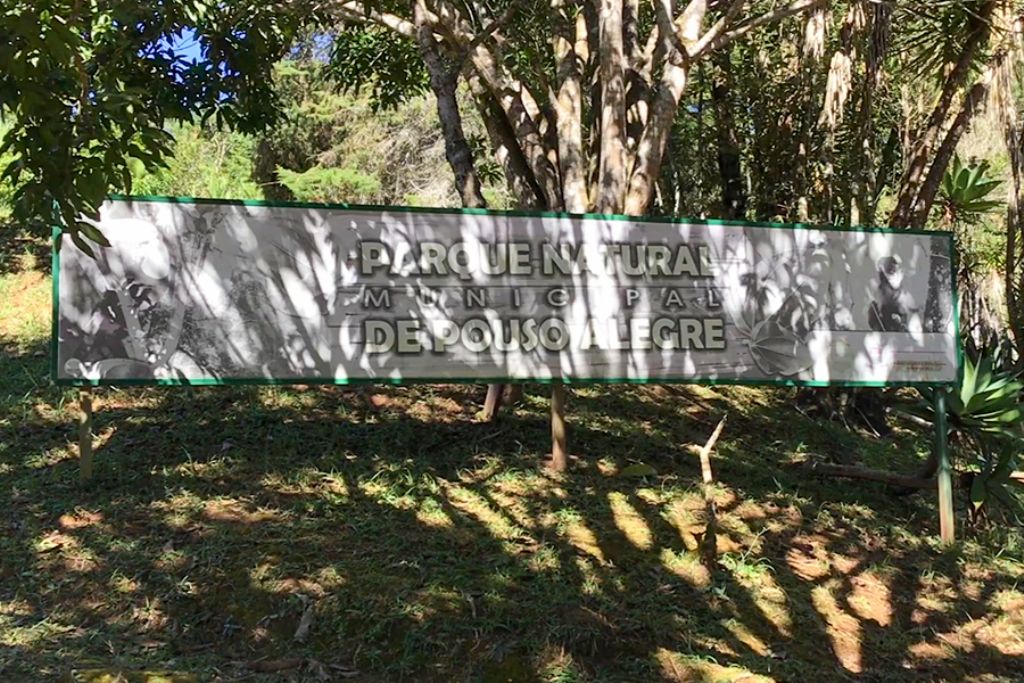 PARQUE NATURAL
MUNICIPAL
DE POUSO ALEGRE